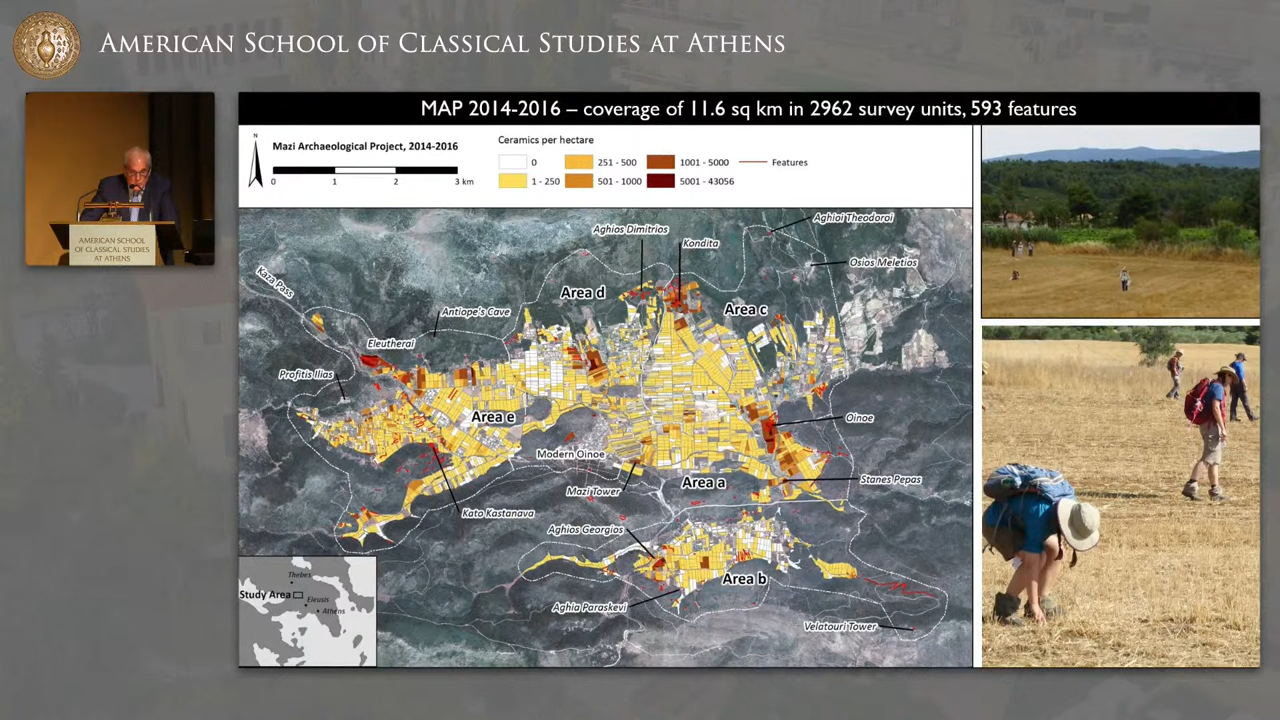 AMERICAN SCHOOL OF CLASSICAL STUDIES AT ATHENS
AMERICAN SCHOOL
OF CLASSICAL STUDIES
AT ATHENS
MAP 2014-2016 – coverage of 11.6 sq km in 2962 survey units, 593 features
N
Mazi Archaeological Project, 2014-2016
0 1 2 3 km
Ceramics per hectare
0 251 - 500 1001 - 5000 Features
1 - 250 501 - 1000 5001 - 43056
Aghioi Theodoroi
Aghios Dimitrios
Kondita
Osios Meletios
Kaza Pass
Area d
Area c
Antiope's Cave
Eleutherai
Profitis Ilias
Area e
Oinoe
Modern Oinoe
Mazi Tower
Area a
Stanes Pepas
Kato Kastanava
Aghios Georgios
Area b
Aghia Paraskevi
Velatouri Tower
Thebes
Study Area
Eleusis
Athens